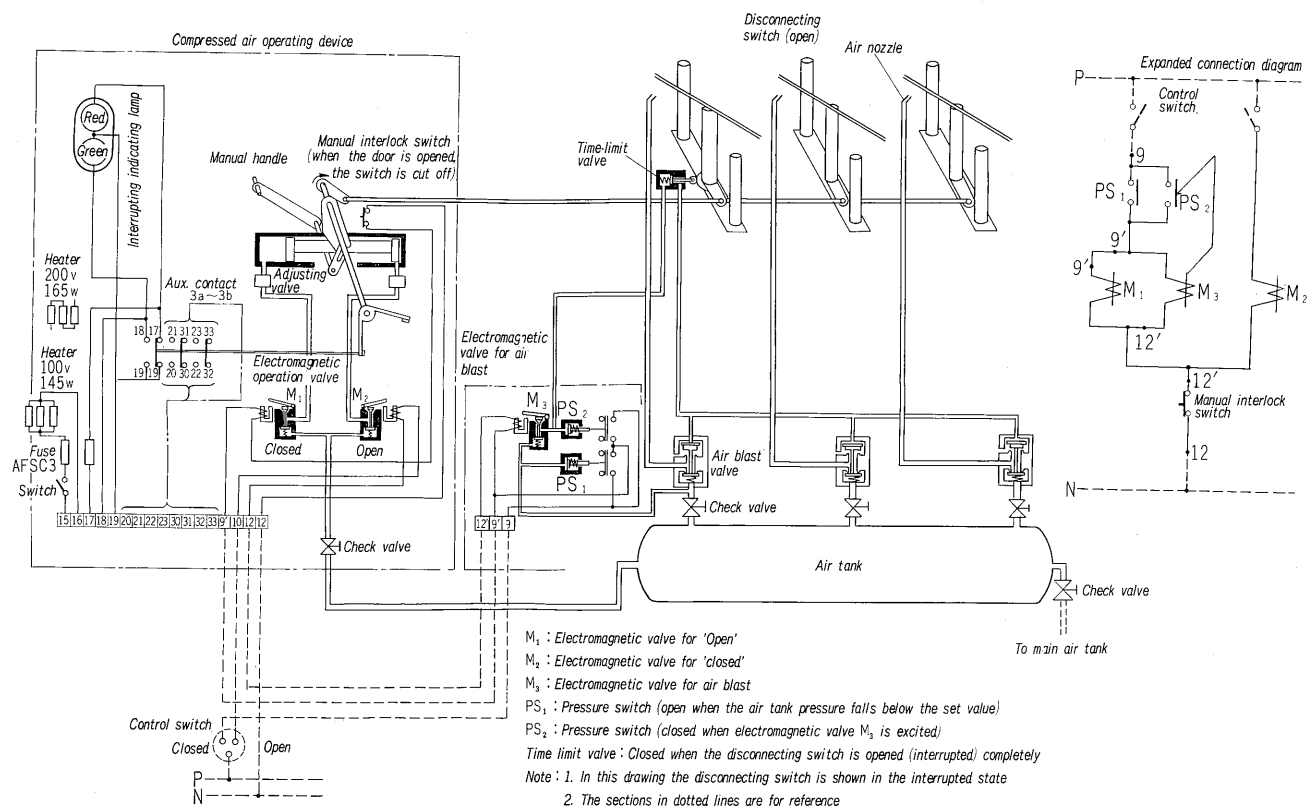 Compressed air operating device
Red
Green
Interrupting indicating lamp
Manual handle
Manual interlock switch
(when the door is opened,
the switch is cut off)
Heater
200v
165w
Aux. contact
3a~3b
Adjusting
valve
18 17 21 31 23 33
19 19 20 30 22 32
Heater
100v
145w
Electromagnetic
operation valve
M₁
M₂
Closed
Open
Fuse
AFSC3
Switch
15 16 17 18 19 20 21 22 23 30 31 32 33 9' 10 12 12
Check valve
Disconnecting
switch (open)
Air nozzle
Time-limit
valve
Electromagnetic
valve for air
blast
M₃
PS₂
PS₁
12' 9' 9
Air blast
valve
Check valve
Air tank
Check valve
To main air tank
Expanded connection diagram
P
Control
switch
9
PS₁
PS₂
9'
9'
M₁
M₃
M₂
12'
12'
Manual interlock
switch
12
N
Control switch
Closed
Open
P
N
M₁ : Electromagnetic valve for 'Open'
M₂ : Electromagnetic valve for 'closed'
M₃ : Electromagnetic valve for air blast
PS₁ : Pressure switch (open when the air tank pressure falls below the set value)
PS₂ : Pressure switch (closed when electromagnetic valve M₃ is excited)
Time limit valve : Closed when the disconnecting switch is opened (interrupted) completely
Note : 1. In this drawing the disconnecting switch is shown in the interrupted state
2. The sections in dotted lines are for reference